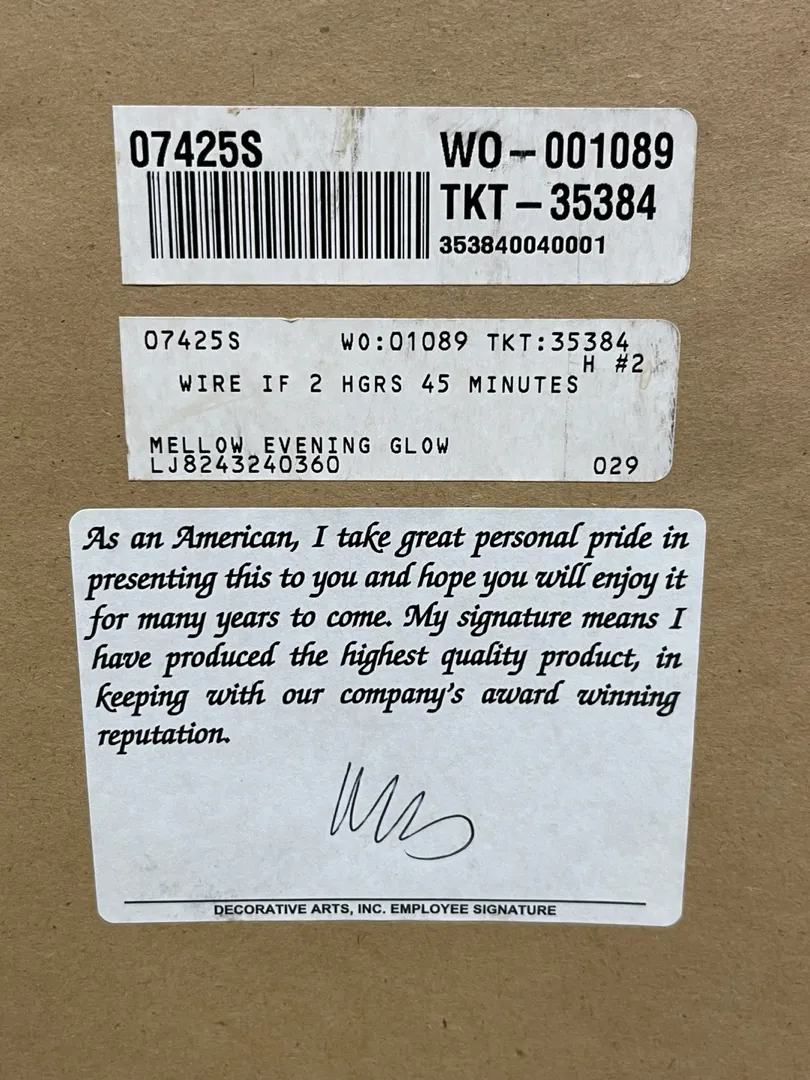 07425S
WO-001089
TKT-35384
353840040001
07425S WO:01089 TKT:35384
H #2
WIRE IF 2 HGRS 45 MINUTES
MELLOW EVENING GLOW
LJ8243240360 029
As an American, I take great personal pride in
presenting this to you and hope you will enjoy it
for many years to come. My signature means I
have produced the highest quality product, in
keeping with our company's award winning
reputation.
DECORATIVE ARTS, INC. EMPLOYEE SIGNATURE